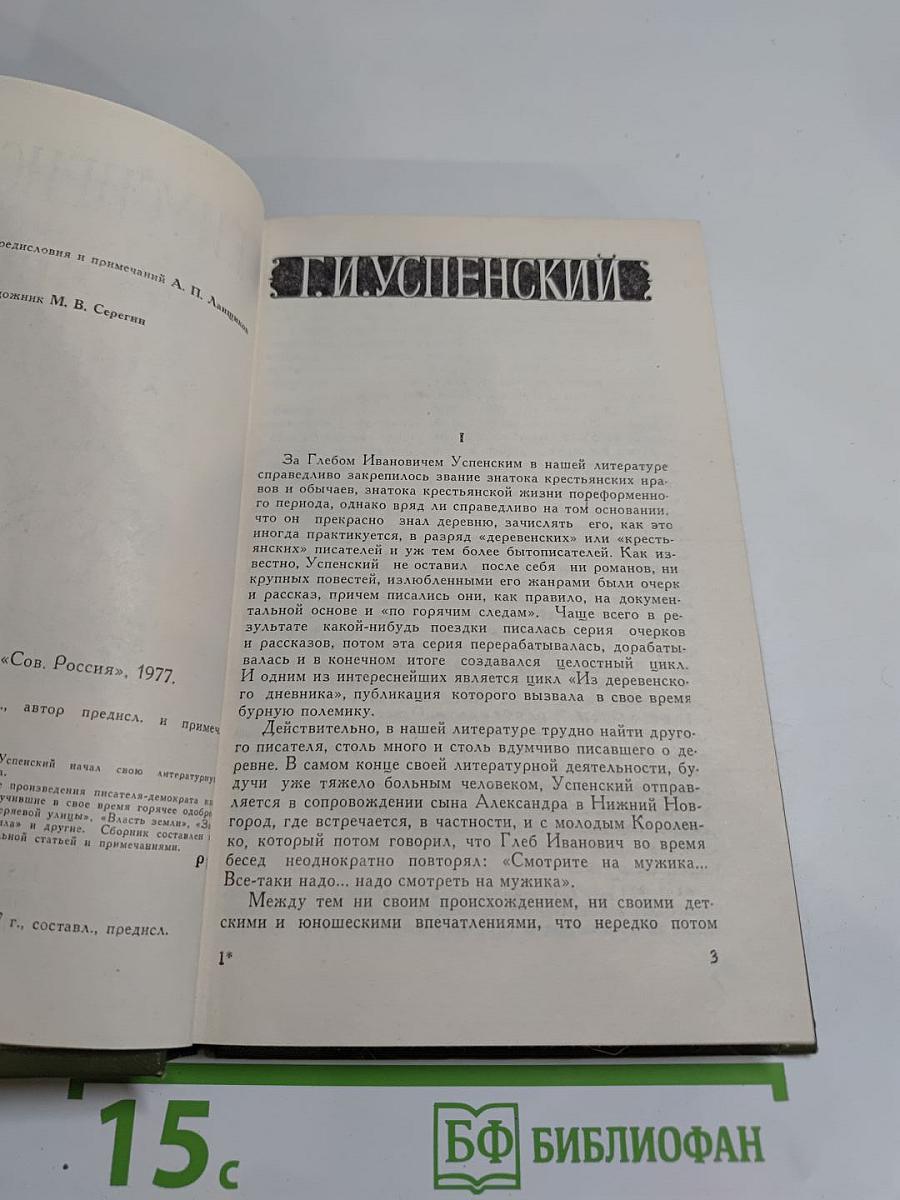 редисловия и примечаний А. П. Ланщиков
дожник М. В. Серегин
«Сов. Россия», 1977.
., автор предисл. и примеч
Успенский начал свою литературну
произведения писателя-демократа
учившие в свое время горячее одобре
еряевой улицы», «Власть земли»,
ила» и другие. Сборник составлен
льной статьей и примечаниями.
г., составл., предисл.
Г.И.УСПЕНСКИЙ
I
За Глебом Ивановичем Успенским в нашей литературе
справедливо закрепилось звание знатока крестьянских нра-
вов и обычаев, знатока крестьянской жизни пореформенно-
го периода, однако вряд ли справедливо на том основании,
что он прекрасно знал деревню, зачислять его, как это
иногда практикуется, в разряд «деревенских» или «кресть-
янских» писателей и уж тем более бытописателей. Как из-
вестно, Успенский не оставил после себя ни романов, ни
крупных повестей, излюбленными его жанрами были очерк
и рассказ, причем писались они, как правило, на докумен-
тальной основе и «по горячим следам». Чаще всего в ре-
зультате какой-нибудь поездки писалась серия очерков
и рассказов, потом эта серия перерабатывалась, дорабаты-
валась и в конечном итоге создавался целостный цикл.
И одним из интереснейших является цикл «Из деревенско-
го дневника», публикация которого вызвала в свое время
бурную полемику.
Действительно, в нашей литературе трудно найти друго-
го писателя, столь много и столь вдумчиво писавшего о де-
ревне. В самом конце своей литературной деятельности, бу-
дучи уже тяжело больным человеком, Успенский отправ-
ляется в сопровождении сына Александра в Нижний Нов-
город, где встречается, в частности, и с молодым Королен-
ко, который потом говорил, что Глеб Иванович во время
бесед неоднократно повторял: «Смотрите на мужика...
Все-таки надо... надо смотреть на мужика».
Между тем ни своим происхождением, ни своими дет-
скими и юношескими впечатлениями, что нередко потом
1*
3
15 с
БФ БИБЛИОФАН